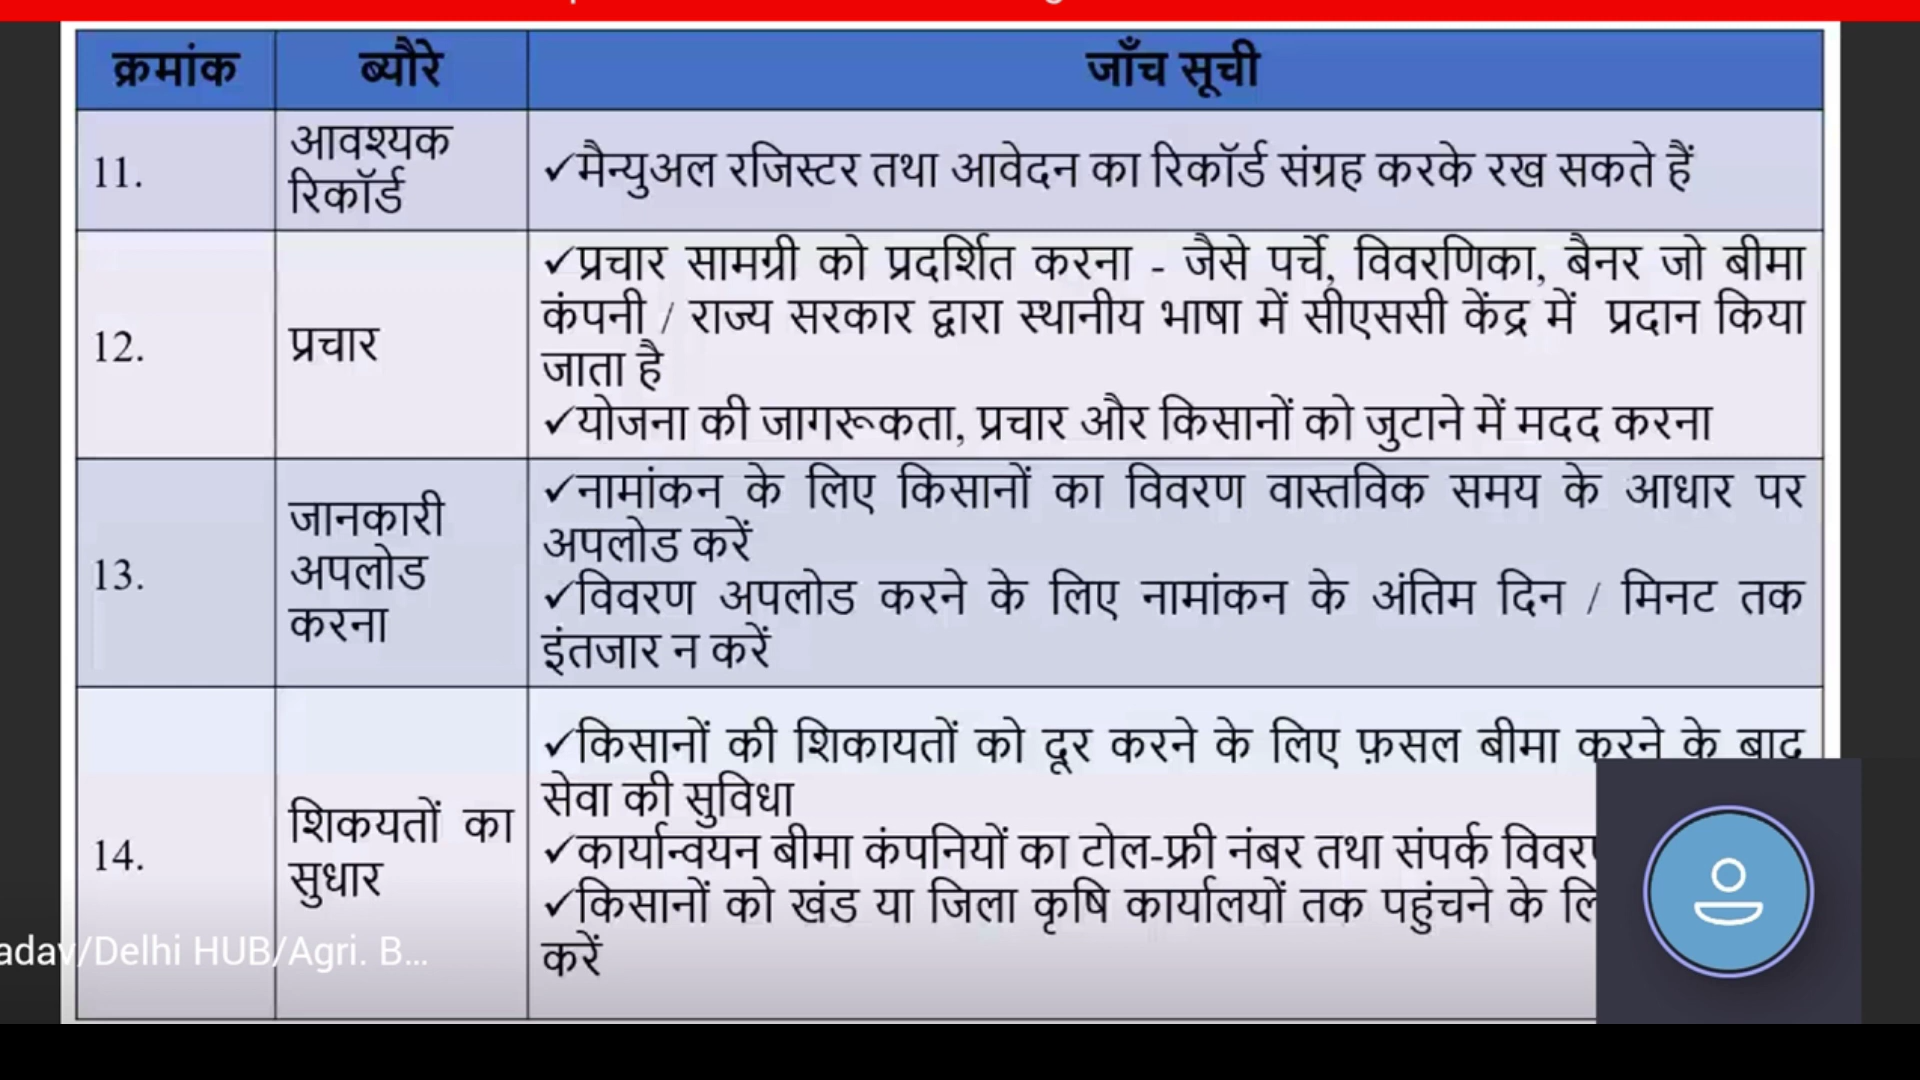 क्रमांक ब्यौरे जाँच सूची
11. आवश्यक रिकॉर्ड ✓मैन्युअल रजिस्टर तथा आवेदन का रिकॉर्ड संग्रह करके रख सकते हैं
12. प्रचार ✓प्रचार सामग्री को प्रदर्शित करना - जैसे पर्चे, विवरणिका, बैनर जो बीमा
कंपनी / राज्य सरकार द्वारा स्थानीय भाषा में सीएससी केंद्र में प्रदान किया
जाता है
✓योजना की जागरूकता, प्रचार और किसानों को जुटाने में मदद करना
13. जानकारी अपलोड करना ✓नामांकन के लिए किसानों का विवरण वास्तविक समय के आधार पर
अपलोड करें
✓विवरण अपलोड करने के लिए नामांकन के अंतिम दिन / मिनट तक
इंतजार न करें
14. शिकयतों का सुधार ✓किसानों की शिकायतों को दूर करने के लिए फ़सल बीमा करने के बाद
सेवा की सुविधा
✓कार्यान्वयन बीमा कंपनियों का टोल-फ्री नंबर तथा संपर्क
✓किसानों को खंड या जिला कृषि कार्यालयों तक पहुंचने के
करें
adav/Delhi HUB/Agri. B...